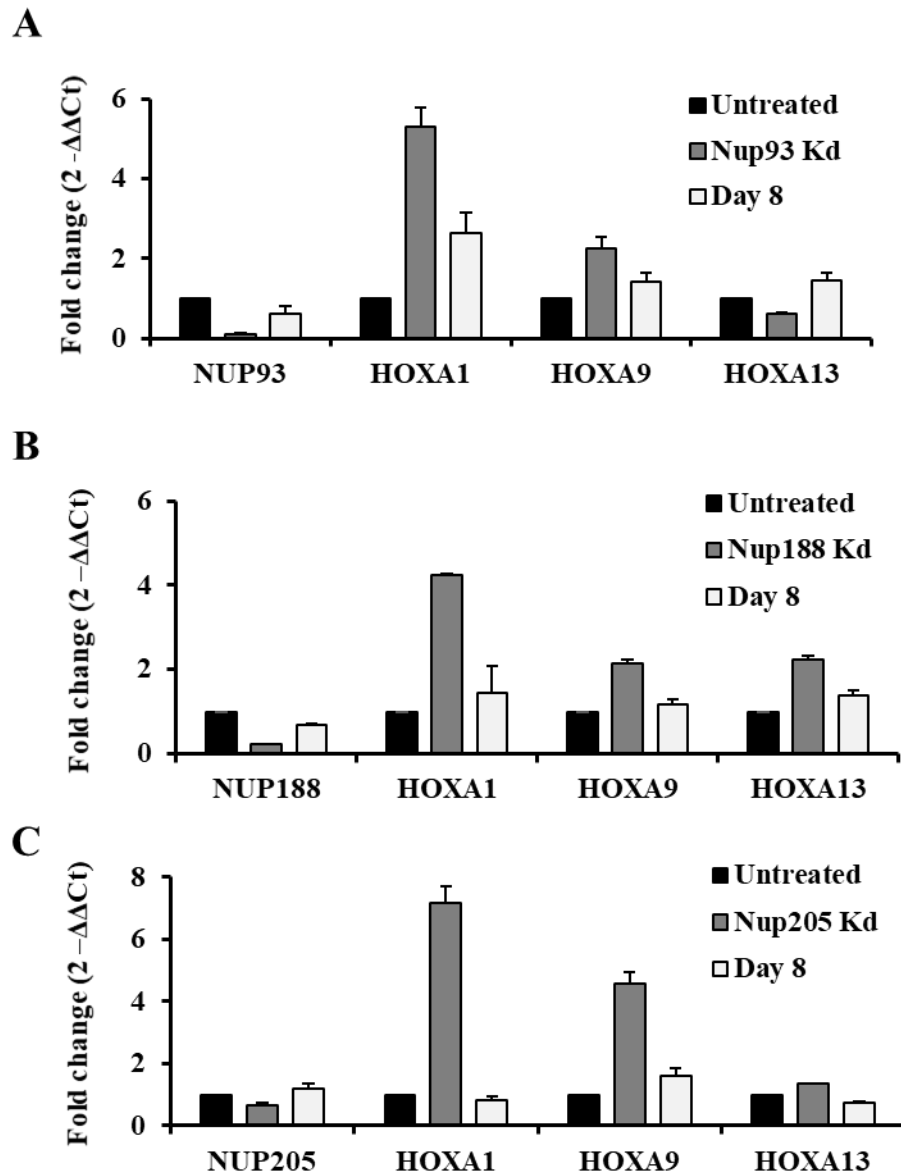 A
Fold change (2 -ΔΔCt)
6
4
2
0
Untreated
Nup93 Kd
Day 8
NUP93 HOXA1 HOXA9 HOXA13
B
Fold change (2 –ΔΔCt)
6
4
2
0
Untreated
Nup188 Kd
Day 8
NUP188 HOXA1 HOXA9 HOXA13
C
Fold change (2 –ΔΔCt)
8
6
4
2
0
Untreated
Nup205 Kd
Day 8
NUP205 HOXA1 HOXA9 HOXA13